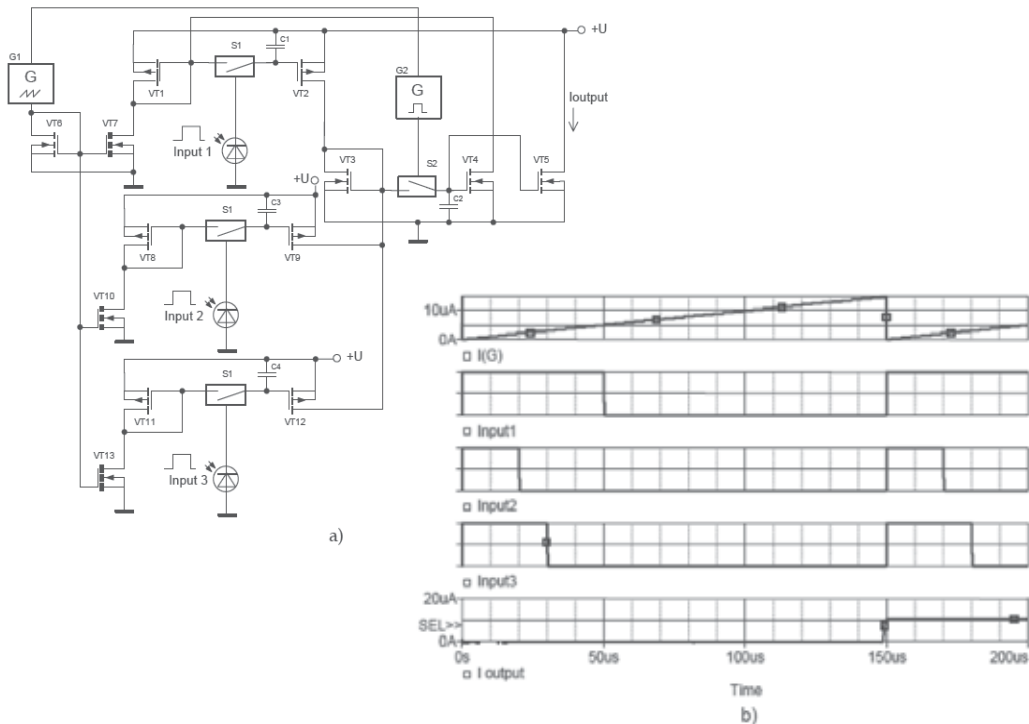 +U
G1
G
VT1
S1
C1
VT2
G2
G
Ioutput
VT6
VT7
Input 1
VT3
S2
VT4
VT5
C2
+U
VT8
S1
C3
VT9
VT10
Input 2
+U
VT11
S1
C4
VT12
VT13
Input 3
a)
10uA
0A
I(G)
Input1
Input2
Input3
20uA
SEL>>
0A
0s 50us 100us 150us 200us
I output
Time
b)